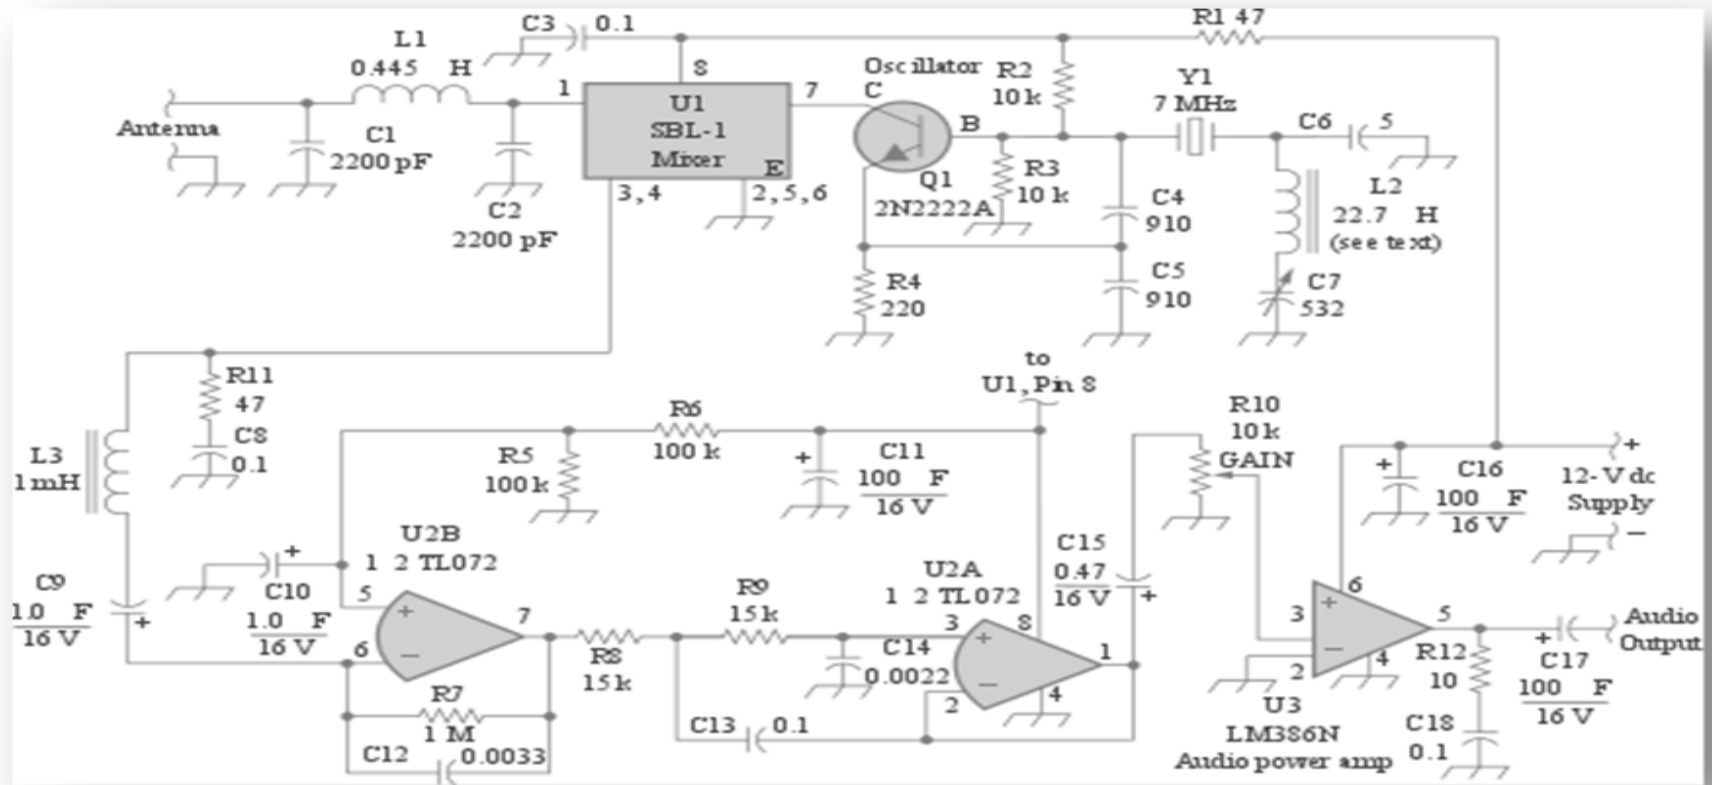 C3 0.1
R1 47
L1
0.445 H
Antenna
C1
2200 pF
C2
2200 pF
1
8
7
U1
SBL-1
Mixer
E
3,4
2,5,6
Oscillator
C
B
Q1
2N2222A
R2
10 k
R3
10 k
R4
220
Y1
7 MHz
C4
910
C5
910
C6 5
L2
22.7 H
(see text)
C7
532
R11
47
C8
0.1
L3
1 mH
C9
1.0 F
16 V
to
U1, Pin 8
R6
100 k
R5
100 k
C11
+
100 F
16 V
R10
10 k
GAIN
C16
+
100 F
16 V
+
12- V dc
Supply
−
U2B
1 2 TL072
+
C10
1.0 F
16 V
+
5
+
6
−
7
R7
1 M
C12 0.0033
R8
15 k
R9
15 k
C14
0.0022
C13 0.1
U2A
1 2 TL072
3
+
8
2
−
4
1
C15
0.47
16 V
+
3
+
6
5
2
−
4
U3
LM386N
Audio power amp
R12
10
C18
0.1
+
C17
100 F
16 V
Audio
Output